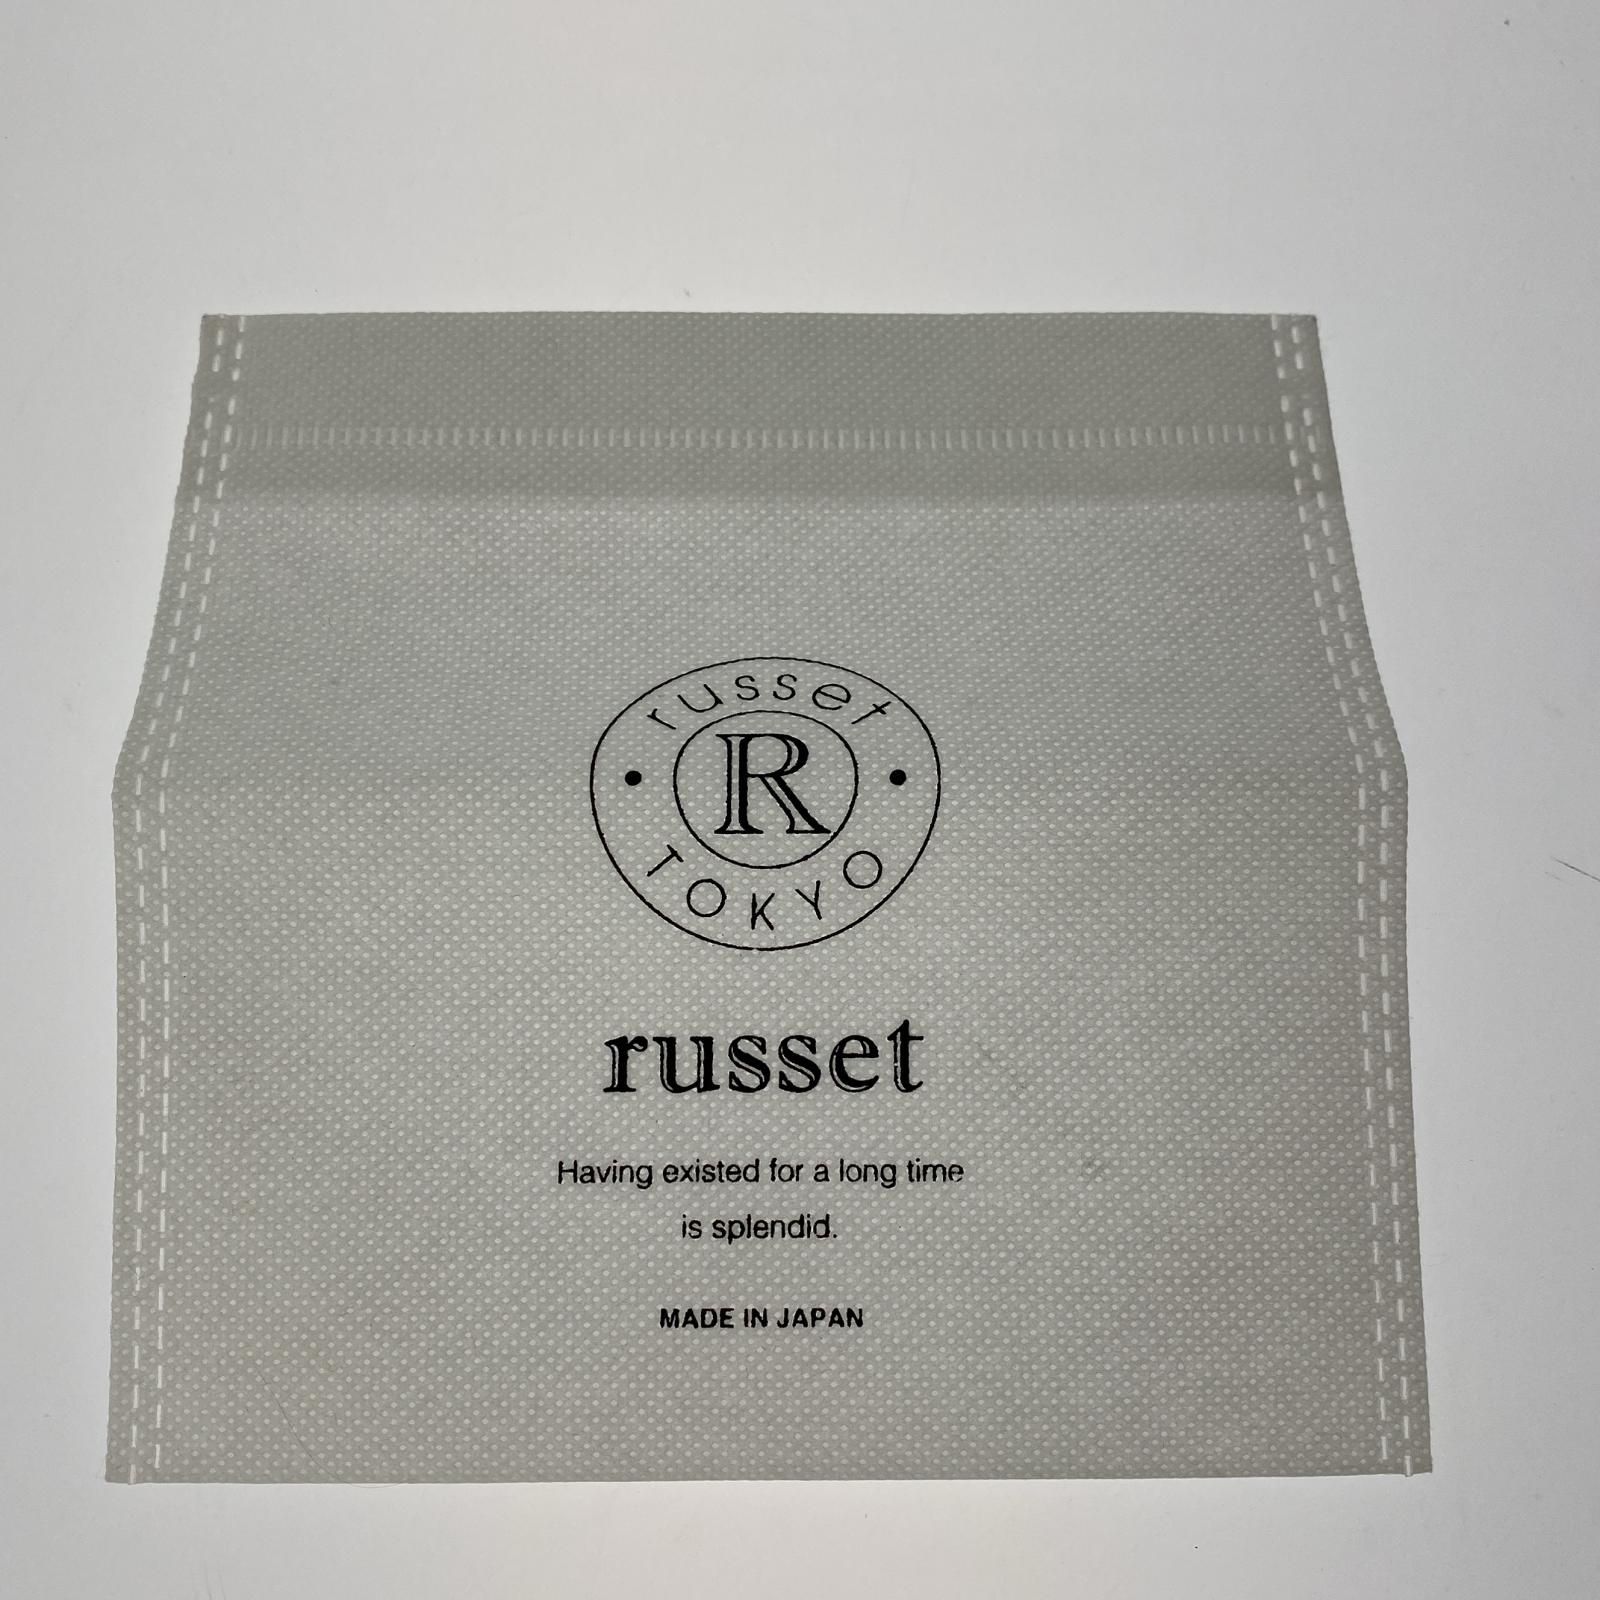 russet
R
TOKYO
russet
Having existed for a long time
is splendid.
MADE IN JAPAN